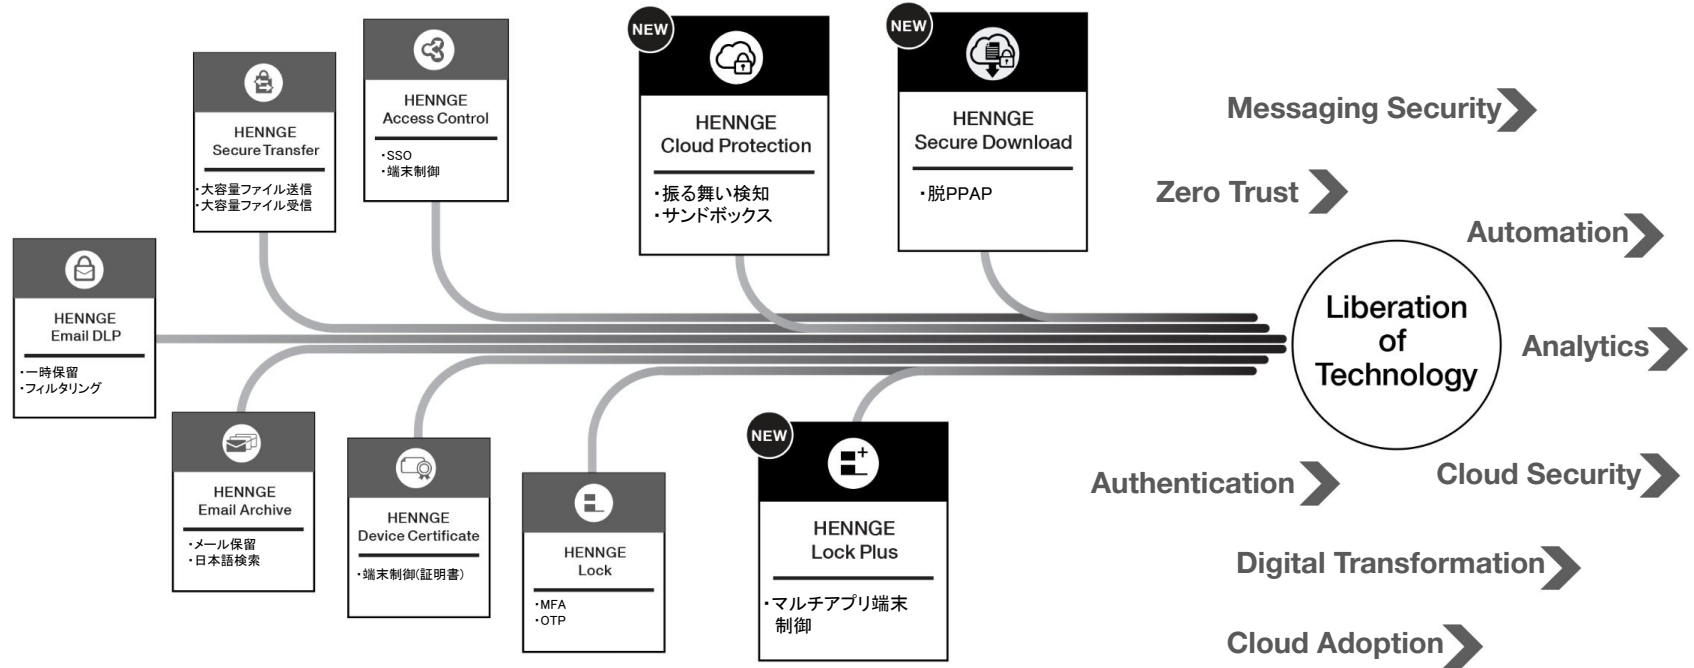 NEW
HENNGE
Cloud Protection
・振る舞い検知
・サンドボックス
NEW
HENNGE
Secure Download
・脱PPAP
HENNGE
Access Control
・SSO
・端末制御
HENNGE
Secure Transfer
・大容量ファイル送信
・大容量ファイル受信
HENNGE
Email DLP
・一時保留
・フィルタリング
HENNGE
Email Archive
・メール保留
・日本語検索
HENNGE
Device Certificate
・端末制御(証明書)
HENNGE
Lock
・MFA
・OTP
NEW
HENNGE
Lock Plus
・マルチアプリ端末
制御
Messaging Security
Zero Trust
Automation
Liberation
of
Technology
Analytics
Authentication
Cloud Security
Digital Transformation
Cloud Adoption